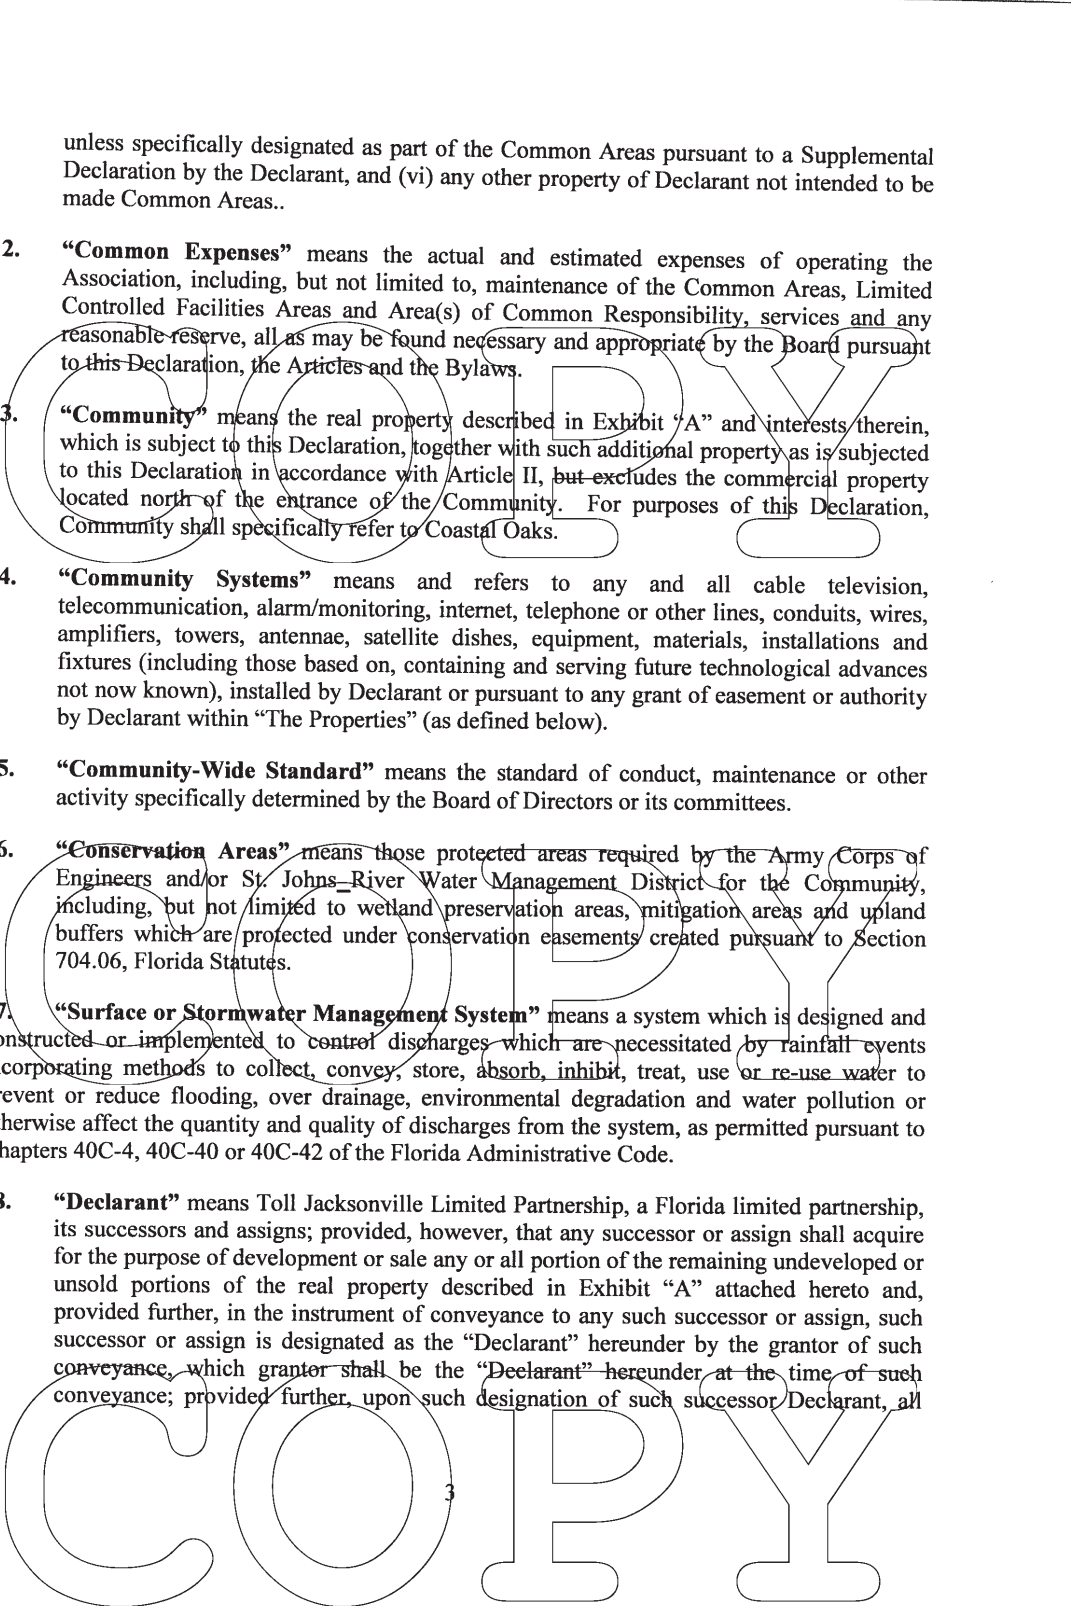 unless specifically designated as part of the Common Areas pursuant to a Supplemental
Declaration by the Declarant, and (vi) any other property of Declarant not intended to be
made Common Areas..
2. “Common Expenses” means the actual and estimated expenses of operating the
Association, including, but not limited to, maintenance of the Common Areas, Limited
Controlled Facilities Areas and Area(s) of Common Responsibility, services and any
reasonable reserve, all as may be found necessary and appropriate by the Board pursuant
to this Declaration, the Articles and the Bylaws.
3. “Community” means the real property described in Exhibit “A” and interests therein,
which is subject to this Declaration, together with such additional property as is subjected
to this Declaration in accordance with Article II, but excludes the commercial property
located north of the entrance of the Community. For purposes of this Declaration,
Community shall specifically refer to Coastal Oaks.
4. “Community Systems” means and refers to any and all cable television,
telecommunication, alarm/monitoring, internet, telephone or other lines, conduits, wires,
amplifiers, towers, antennae, satellite dishes, equipment, materials, installations and
fixtures (including those based on, containing and serving future technological advances
not now known), installed by Declarant or pursuant to any grant of easement or authority
by Declarant within “The Properties” (as defined below).
5. “Community-Wide Standard” means the standard of conduct, maintenance or other
activity specifically determined by the Board of Directors or its committees.
6. “Conservation Areas” means those protected areas required by the Army Corps of
Engineers and/or St. Johns River Water Management District for the Community,
including, but not limited to wetland preservation areas, mitigation areas and upland
buffers which are protected under conservation easements created pursuant to Section
704.06, Florida Statutes.
7. “Surface or Stormwater Management System” means a system which is designed and
onstructed or implemented to control discharges which are necessitated by rainfall events
corporating methods to collect, convey, store, absorb, inhibit, treat, use or re-use water to
revent or reduce flooding, over drainage, environmental degradation and water pollution or
herwise affect the quantity and quality of discharges from the system, as permitted pursuant to
hapters 40C-4, 40C-40 or 40C-42 of the Florida Administrative Code.
8. “Declarant” means Toll Jacksonville Limited Partnership, a Florida limited partnership,
its successors and assigns; provided, however, that any successor or assign shall acquire
for the purpose of development or sale any or all portion of the remaining undeveloped or
unsold portions of the real property described in Exhibit “A” attached hereto and,
provided further, in the instrument of conveyance to any such successor or assign, such
successor or assign is designated as the “Declarant” hereunder by the grantor of such
conveyance, which grantor shall be the “Declarant” hereunder at the time of such
conveyance; provided further, upon such designation of such successor Declarant, all
3
COPY
COPY
COPY